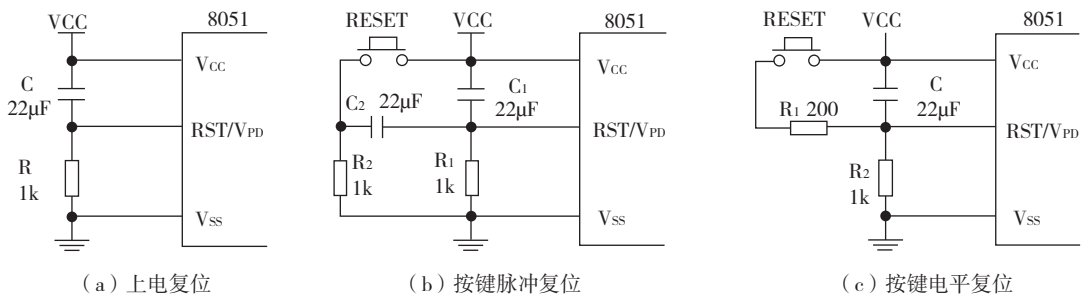 VCC
8051
C
22μF
R
1k
VCC
RST/VPD
VSS
(a)上电复位
RESET
VCC
8051
C2
22μF
C1
22μF
R2
1k
R1
1k
VCC
RST/VPD
VSS
(b)按键脉冲复位
RESET
VCC
8051
R1 200
C
22μF
R2
1k
VCC
RST/VPD
VSS
(c)按键电平复位